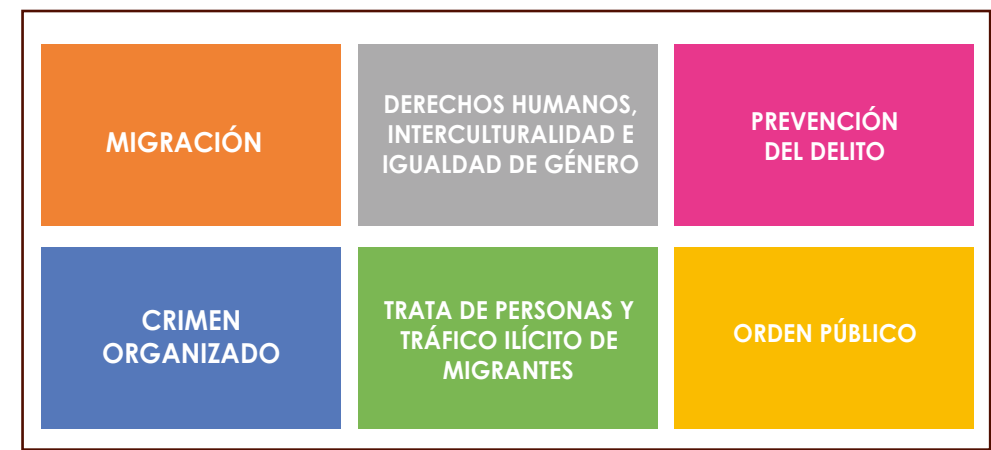 MIGRACIÓN
DERECHOS HUMANOS,
INTERCULTURALIDAD E
IGUALDAD DE GÉNERO
PREVENCIÓN
DEL DELITO
CRIMEN
ORGANIZADO
TRATA DE PERSONAS Y
TRÁFICO ILÍCITO DE
MIGRANTES
ORDEN PÚBLICO